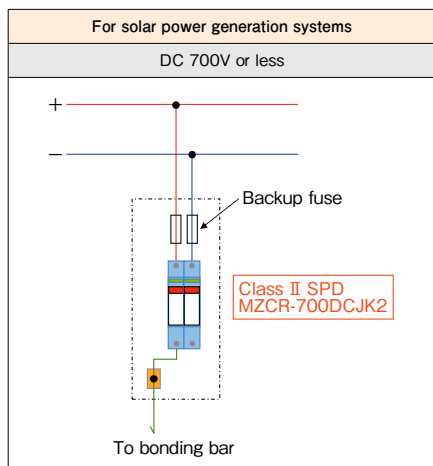 For solar power generation systems
DC 700V or less
+
−
Backup fuse
Class Ⅱ SPD
MZCR-700DCJK2
To bonding bar